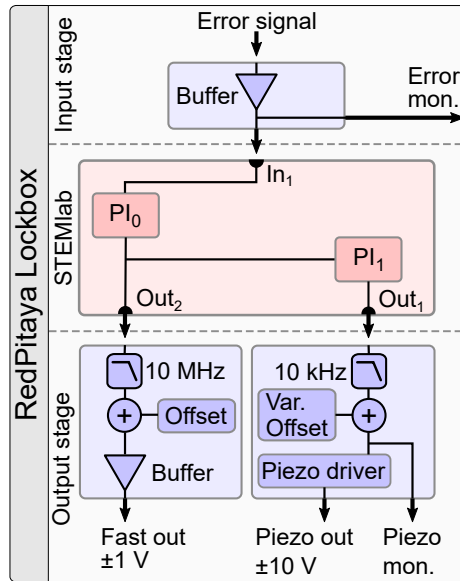 RedPitaya Lockbox
Input stage
Error signal
Buffer
Error
mon.
STEMlab
In₁
PI₀
PI₁
Out₂
Out₁
Output stage
10 MHz
+
Offset
Buffer
10 kHz
Var.
Offset
+
Piezo driver
Fast out
±1 V
Piezo out
±10 V
Piezo
mon.